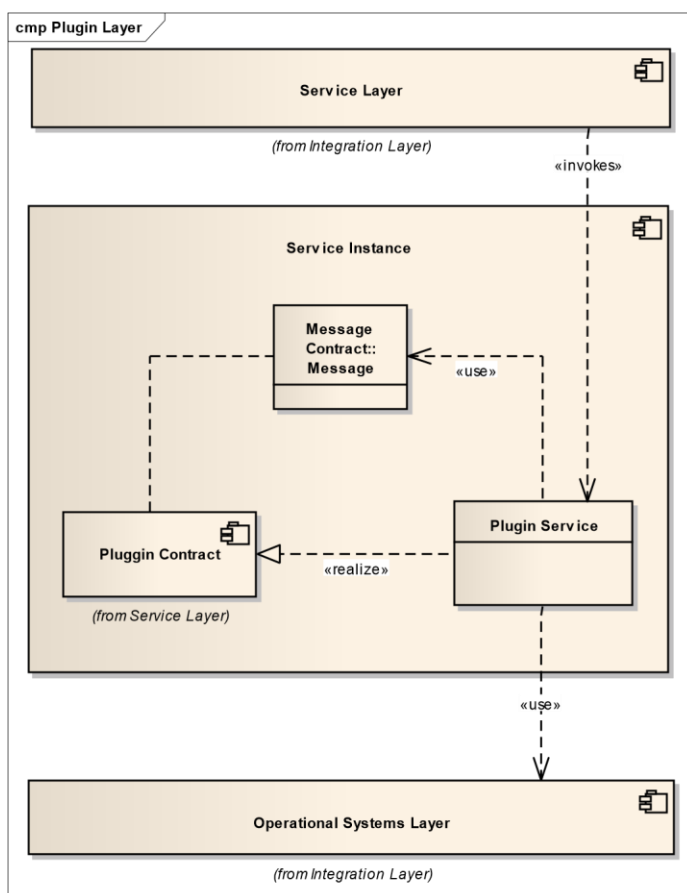 cmp Plugin Layer
Service Layer
(from Integration Layer)
«invokes»
Service Instance
Message
Contract::
Message
«use»
Plugin Service
Pluggin Contract
«realize»
(from Service Layer)
«use»
Operational Systems Layer
(from Integration Layer)